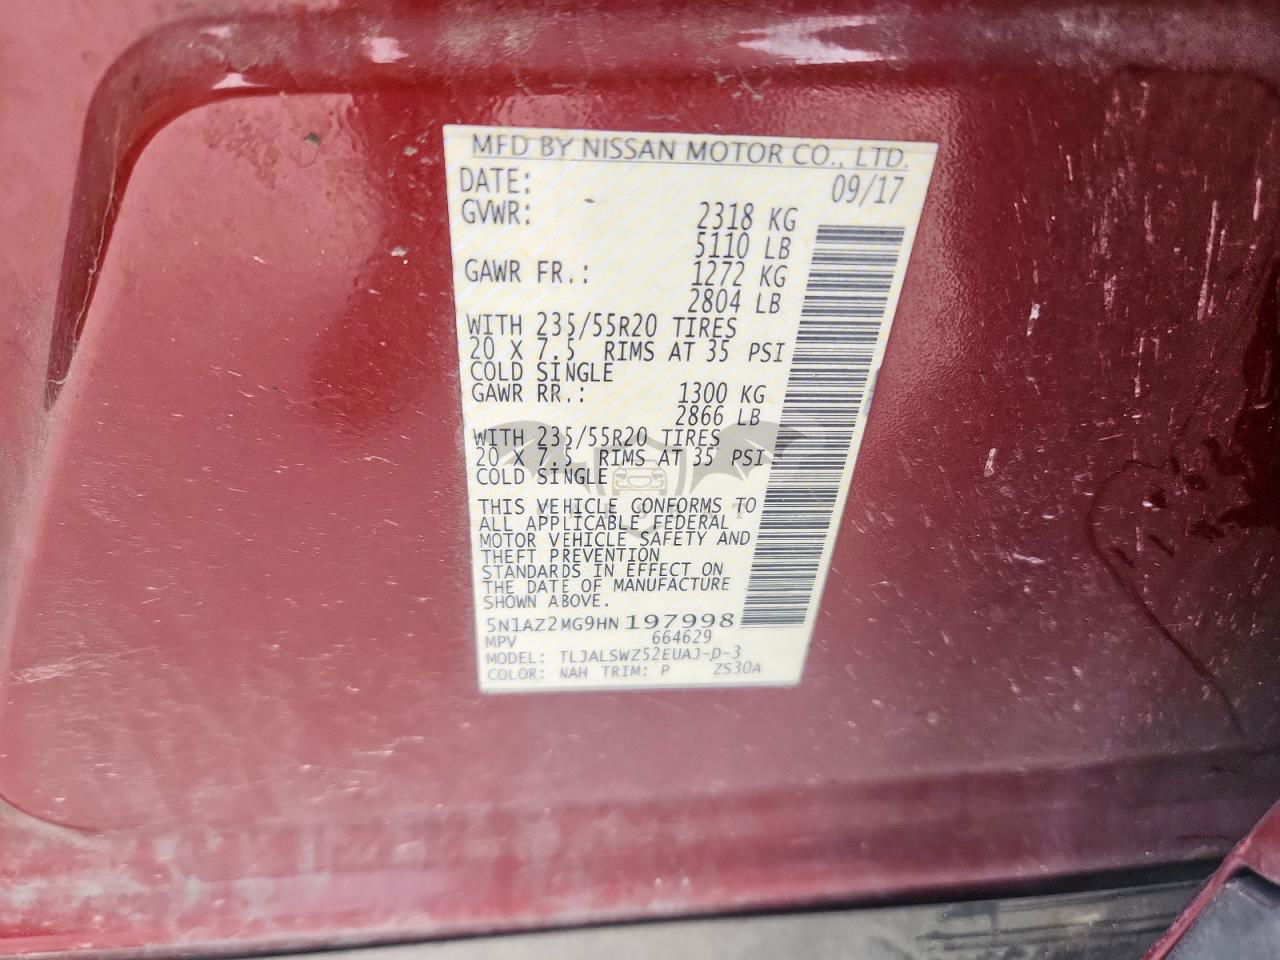 MFD BY NISSAN MOTOR CO., LTD.
DATE: 09/17
GVWR: 2318 KG
5110 LB
GAWR FR.: 1272 KG
2804 LB
WITH 235/55R20 TIRES
20 X 7.5 RIMS AT 35 PSI
COLD SINGLE
GAWR RR.: 1300 KG
2866 LB
WITH 235/55R20 TIRES
20 X 7.5 RIMS AT 35 PSI
COLD SINGLE
THIS VEHICLE CONFORMS TO
ALL APPLICABLE FEDERAL
MOTOR VEHICLE SAFETY AND
THEFT PREVENTION
STANDARDS IN EFFECT ON
THE DATE OF MANUFACTURE
SHOWN ABOVE.
5N1AZ2MG9HN197998
MPV 664629
MODEL: TLJALSWZ52EUAJ-D-3
COLOR: NAH TRIM: P ZS30A